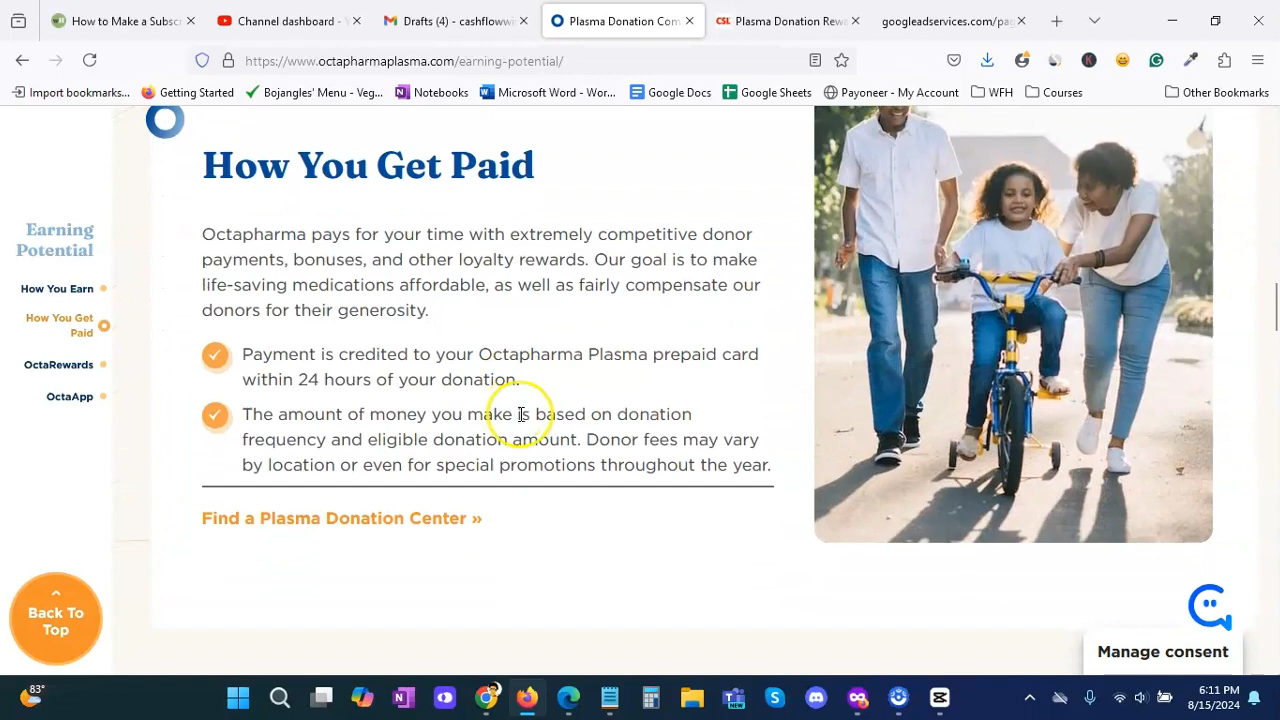 How to Make a Subsc
Channel dashboard - Y
Drafts (4) - cashflowwin
Plasma Donation Com
CSL
Plasma Donation Rewa
googleadservices.com/pag
https://www.octapharmaplasma.com/earning-potential/
Import bookmarks...
Getting Started
Bojangles' Menu - Veg...
Notebooks
Microsoft Word - Wor...
Google Docs
Google Sheets
Payoneer - My Account
WFH
Courses
Other Bookmarks
Earning
Potential
How You Earn
How You Get
Paid
OctaRewards
OctaApp
How You Get Paid
Octapharma pays for your time with extremely competitive donor
payments, bonuses, and other loyalty rewards. Our goal is to make
life-saving medications affordable, as well as fairly compensate our
donors for their generosity.
Payment is credited to your Octapharma Plasma prepaid card
within 24 hours of your donation.
The amount of money you make is based on donation
frequency and eligible donation amount. Donor fees may vary
by location or even for special promotions throughout the year.
Find a Plasma Donation Center »
Back To
Top
Manage consent
83°
6:11 PM
8/15/2024